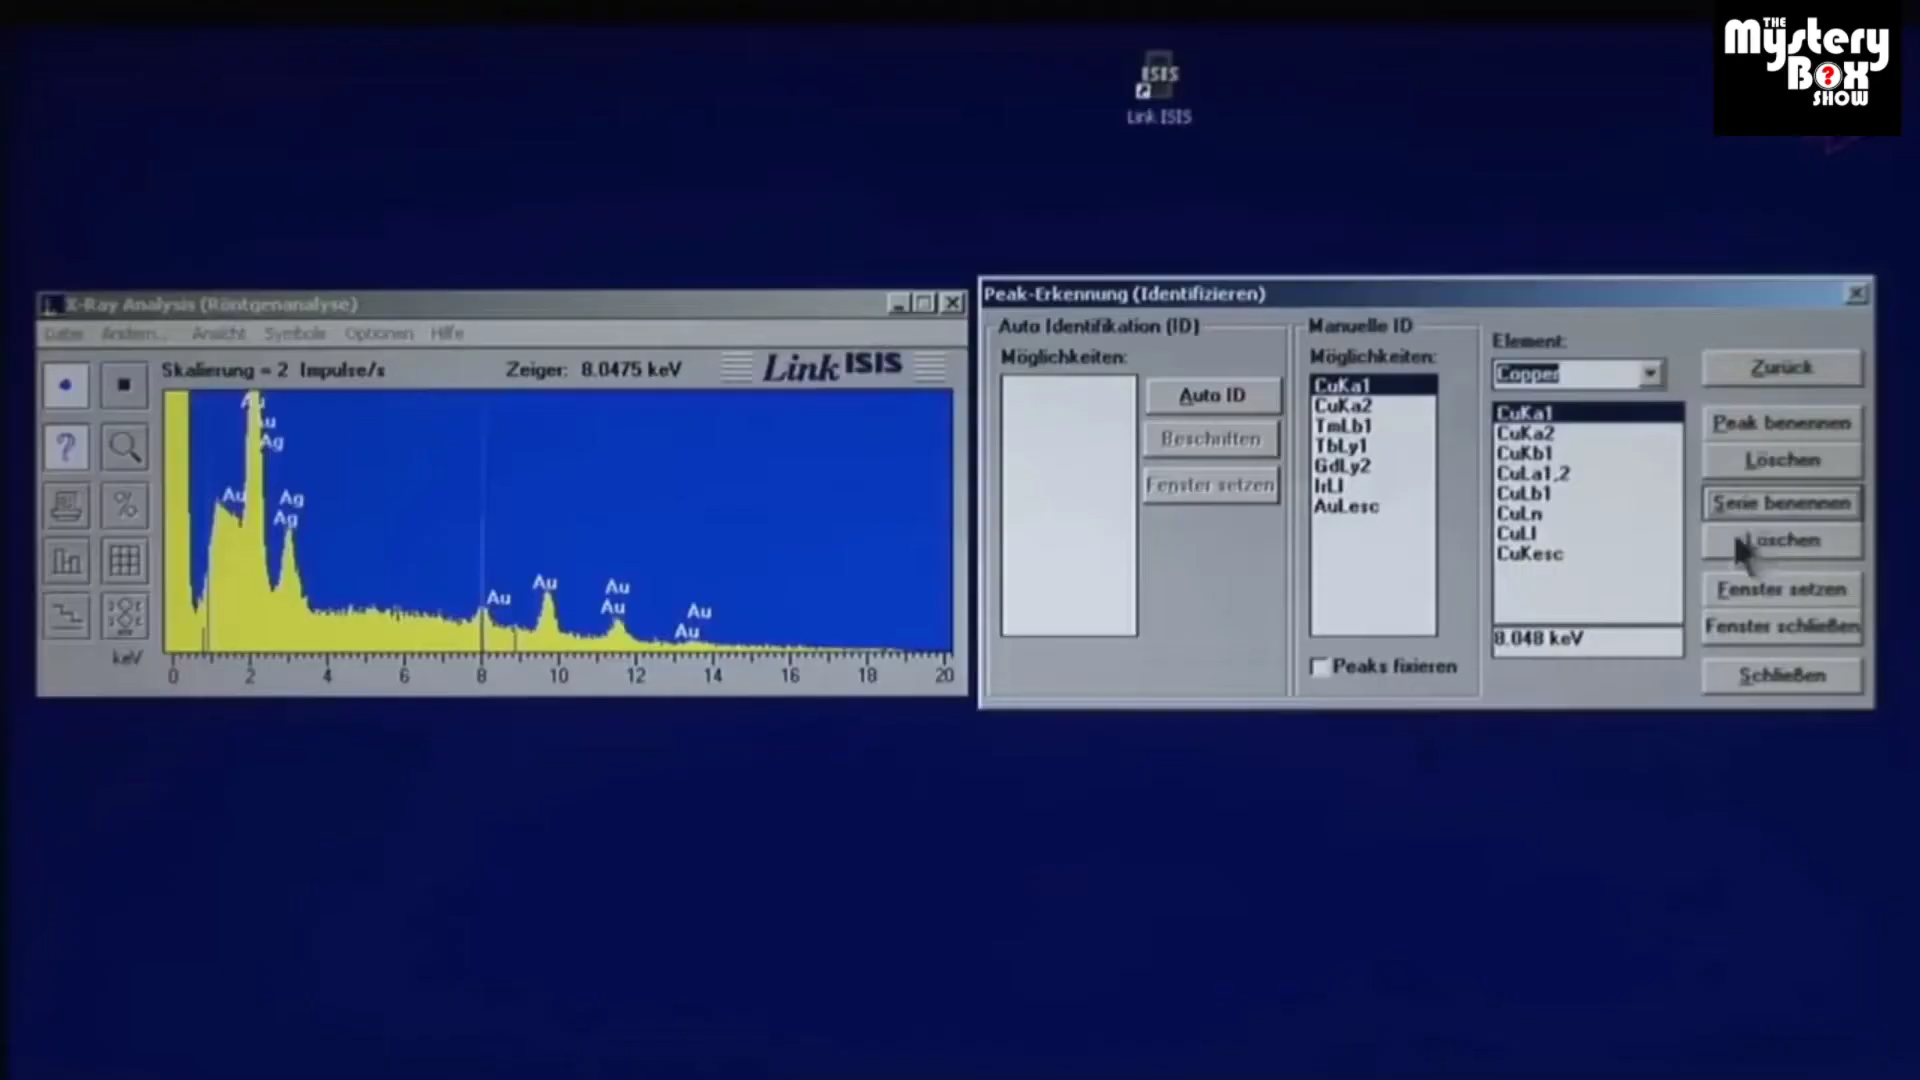 THE
Mystery
BOX
SHOW
ISIS
Link ISIS
X-Ray Analysis (Röntgenanalyse)
Datei Ändern... Ansicht Symbole Optionen Hilfe
Skalierung = 2 Impulse/s Zeiger: 8.0475 keV Link ISIS
Au
Au
Ag
Au Ag
Ag
Au Au Au
Au Au
Au
keV
0 2 4 6 8 10 12 14 16 18 20
Peak-Erkennung (Identifizieren)
Auto Identifikation (ID)
Möglichkeiten:
Auto ID
Beschriften
Fenster setzen
Manuelle ID
Möglichkeiten:
CuKa1
CuKa2
TmLb1
TbLy1
GdLy2
IrLl
AuLesc
Peaks fixieren
Element:
Copper
CuKa1
CuKa2
CuKb1
CuLa1,2
CuLb1
CuLn
CuLl
CuKesc
8.048 keV
Zurück
Peak benennen
Löschen
Serie benennen
Löschen
Fenster setzen
Fenster schließen
Schließen